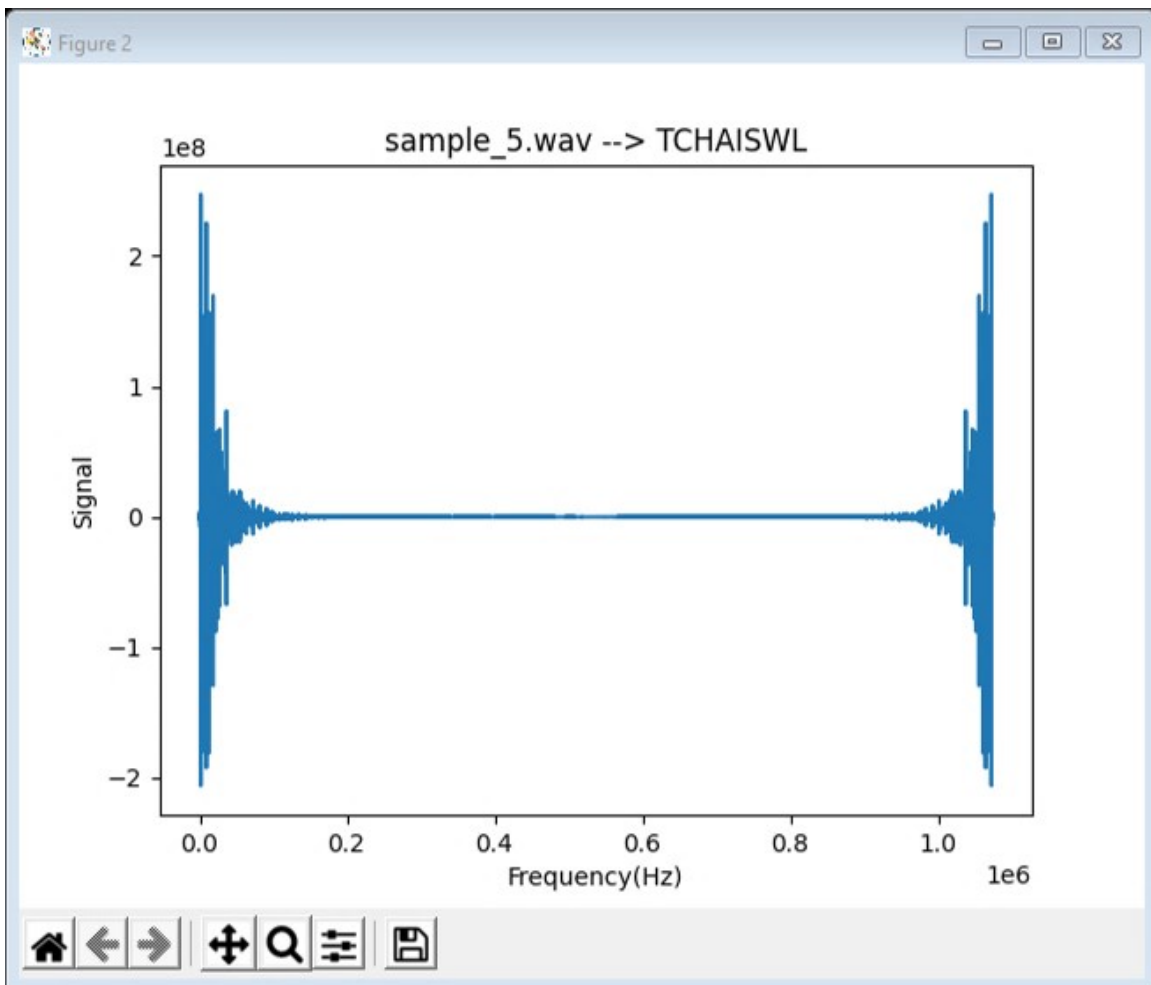 Figure 2
sample_5.wav --> TCHAISWL
1e8
2
1
0
−1
−2
Signal
0.0 0.2 0.4 0.6 0.8 1.0
Frequency(Hz)
1e6